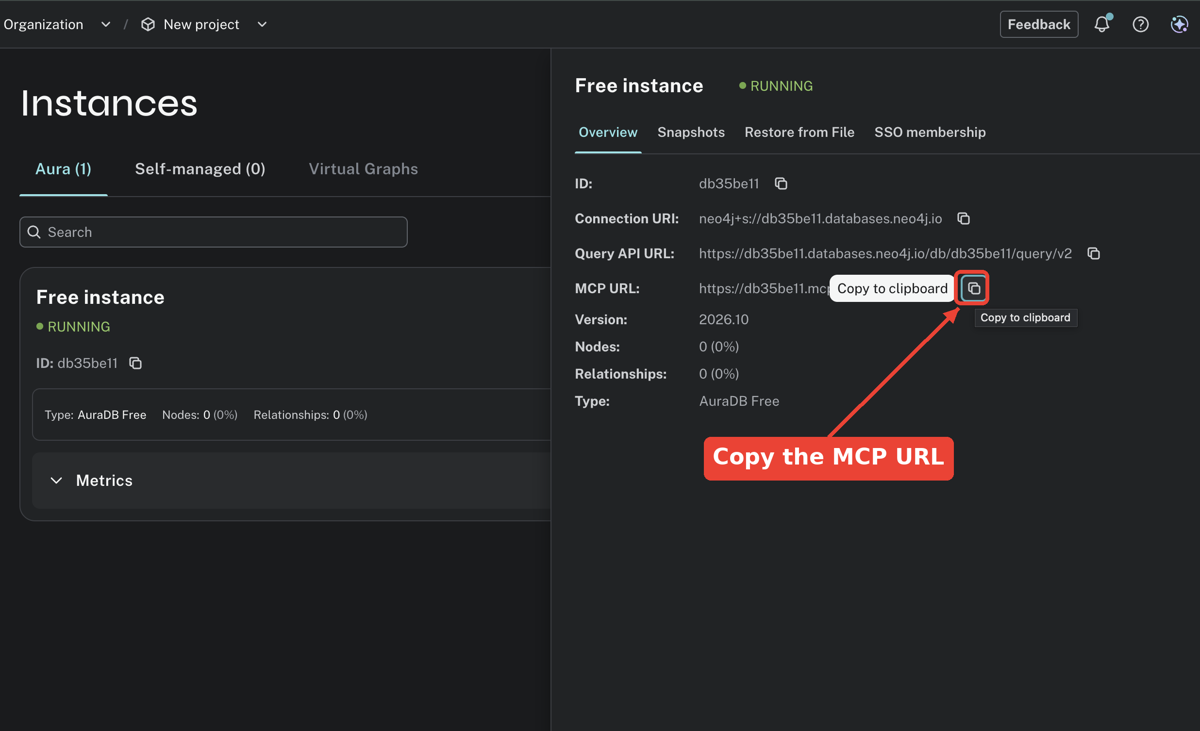 Organization / New project Feedback
Instances
Aura (1) Self-managed (0) Virtual Graphs
Search
Free instance
RUNNING
ID: db35be11
Type: AuraDB Free Nodes: 0 (0%) Relationships: 0 (0%)
Metrics
Free instance RUNNING
Overview Snapshots Restore from File SSO membership
ID: db35be11
Connection URI: neo4j+s://db35be11.databases.neo4j.io
Query API URL: https://db35be11.databases.neo4j.io/db/db35be11/query/v2
MCP URL: https://db35be11.mcp Copy to clipboard
Copy to clipboard
Version: 2026.10
Nodes: 0 (0%)
Relationships: 0 (0%)
Type: AuraDB Free
Copy the MCP URL